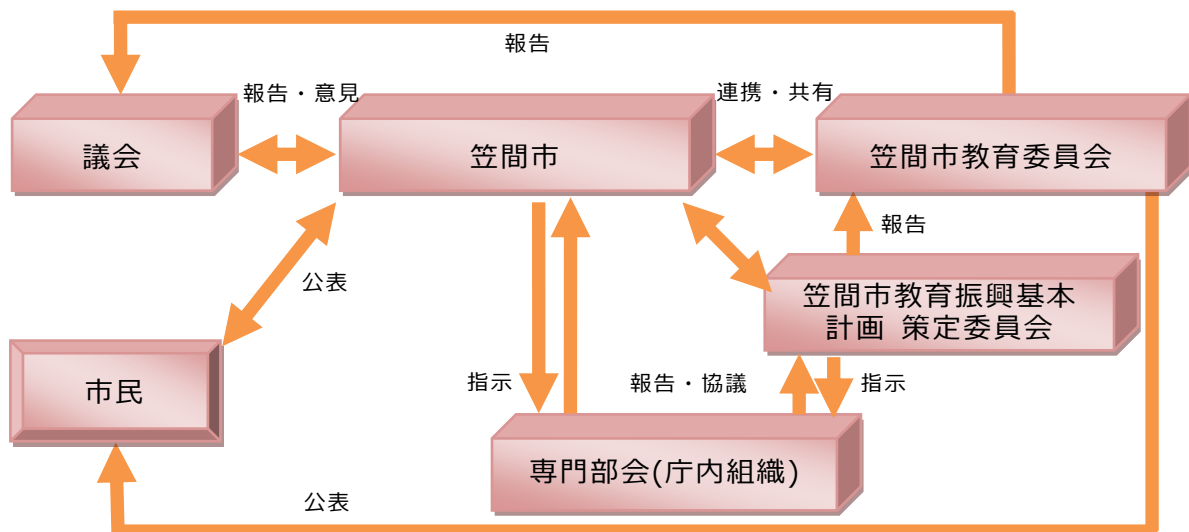 報告
報告・意見
連携・共有
議会
笠間市
笠間市教育委員会
報告
公表
笠間市教育振興基本
計画 策定委員会
市民
指示
報告・協議
指示
専門部会(庁内組織)
公表